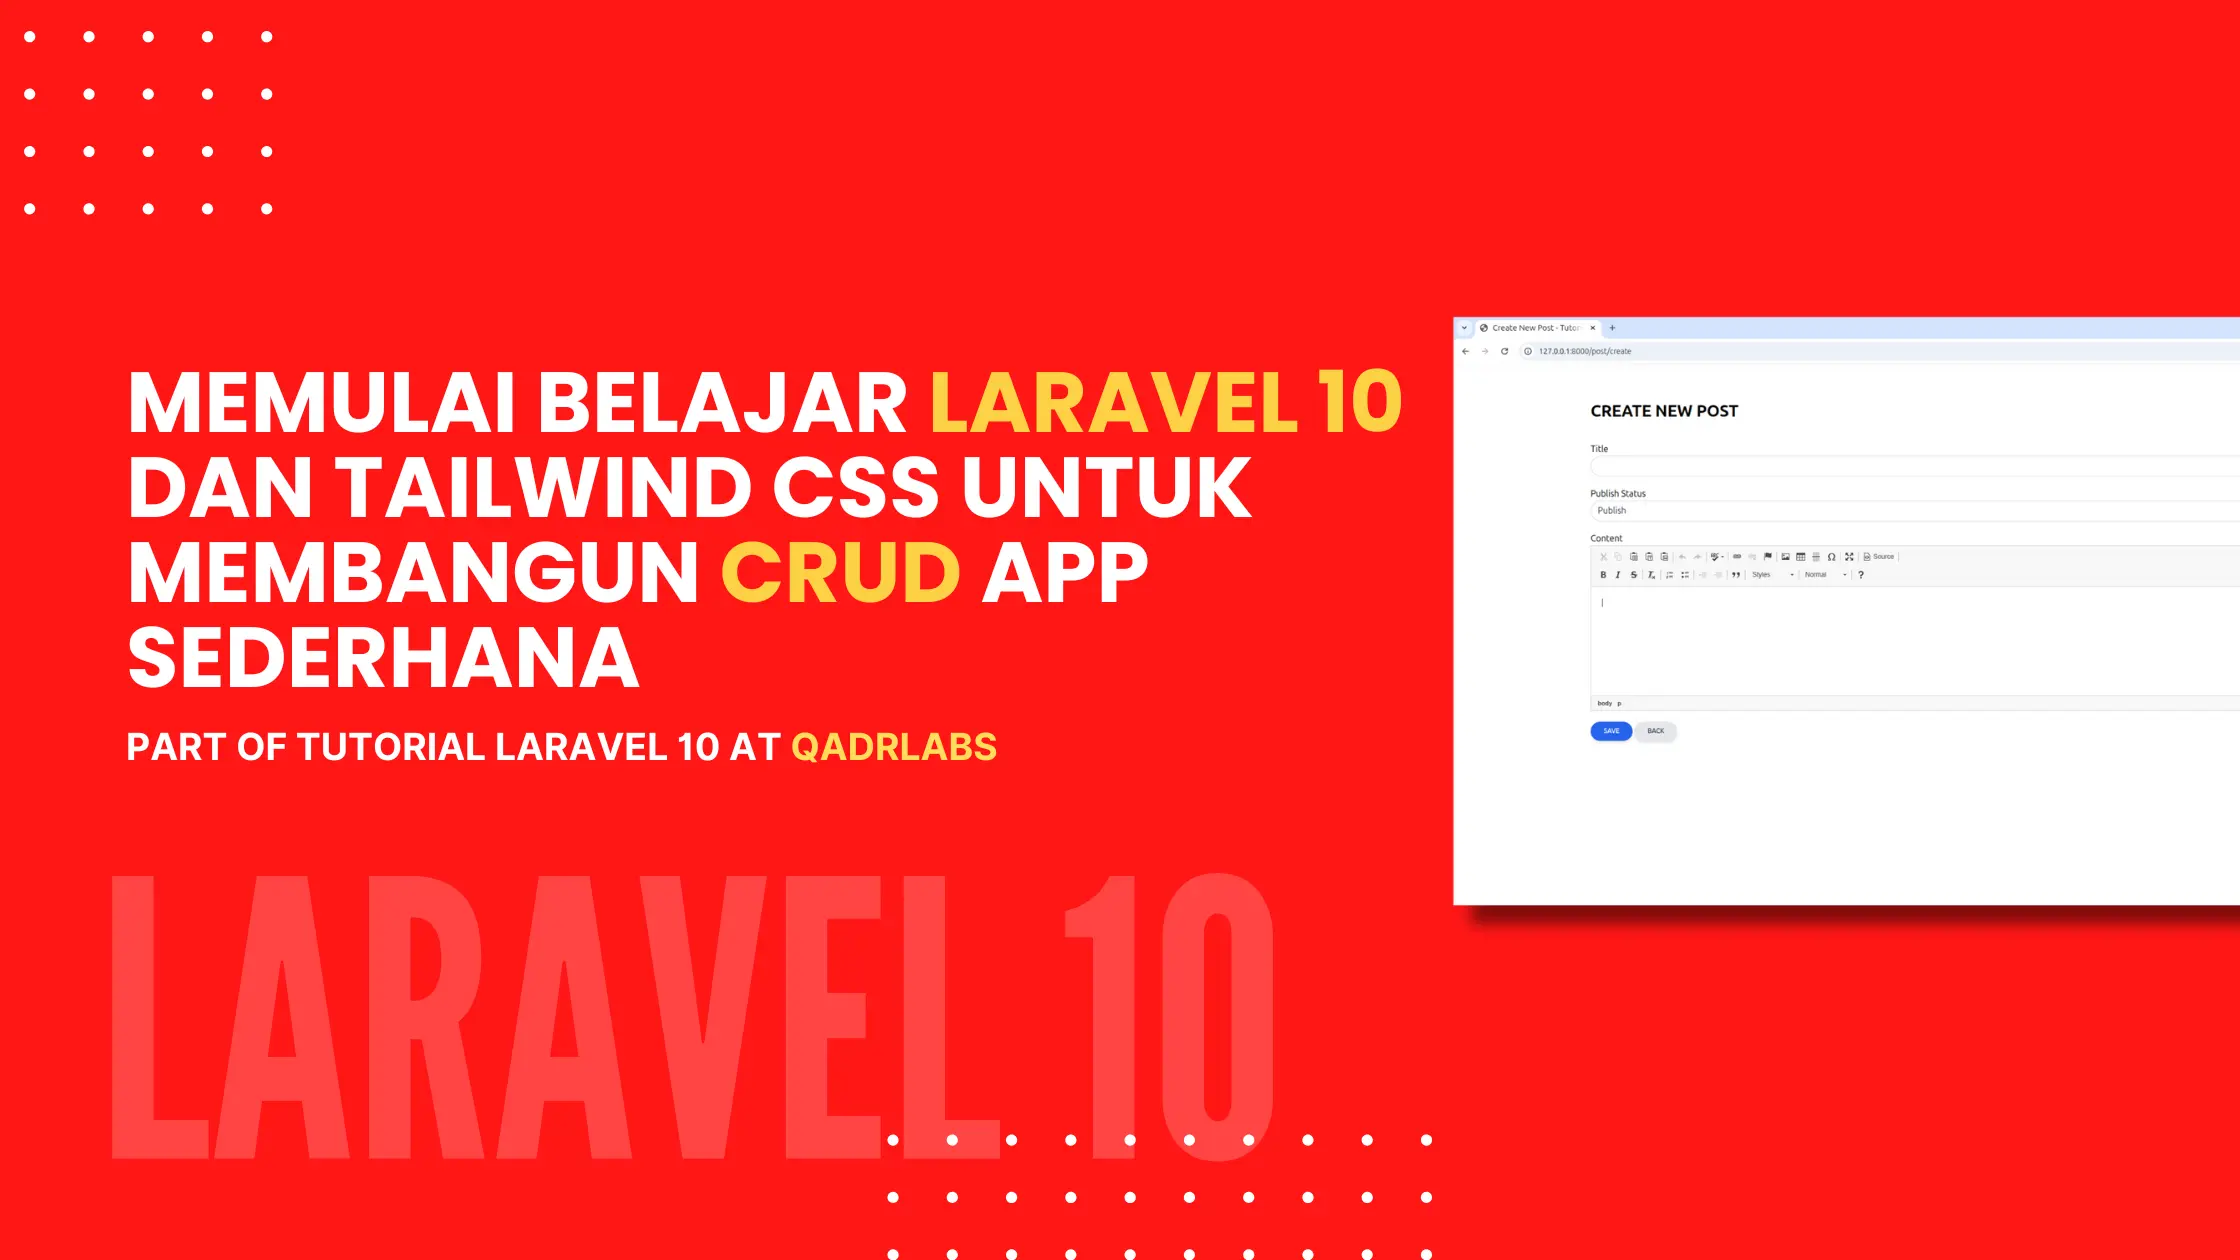 MEMULAI BELAJAR LARAVEL 10
DAN TAILWIND CSS UNTUK
MEMBANGUN CRUD APP
SEDERHANA
PART OF TUTORIAL LARAVEL 10 AT QADRLABS
LARAVEL 10
Create New Post - Tutor
127.0.0.1:8000/post/create
CREATE NEW POST
Title
Publish Status
Publish
Content
Source
B I S Styles Normal ?
body p
SAVE BACK